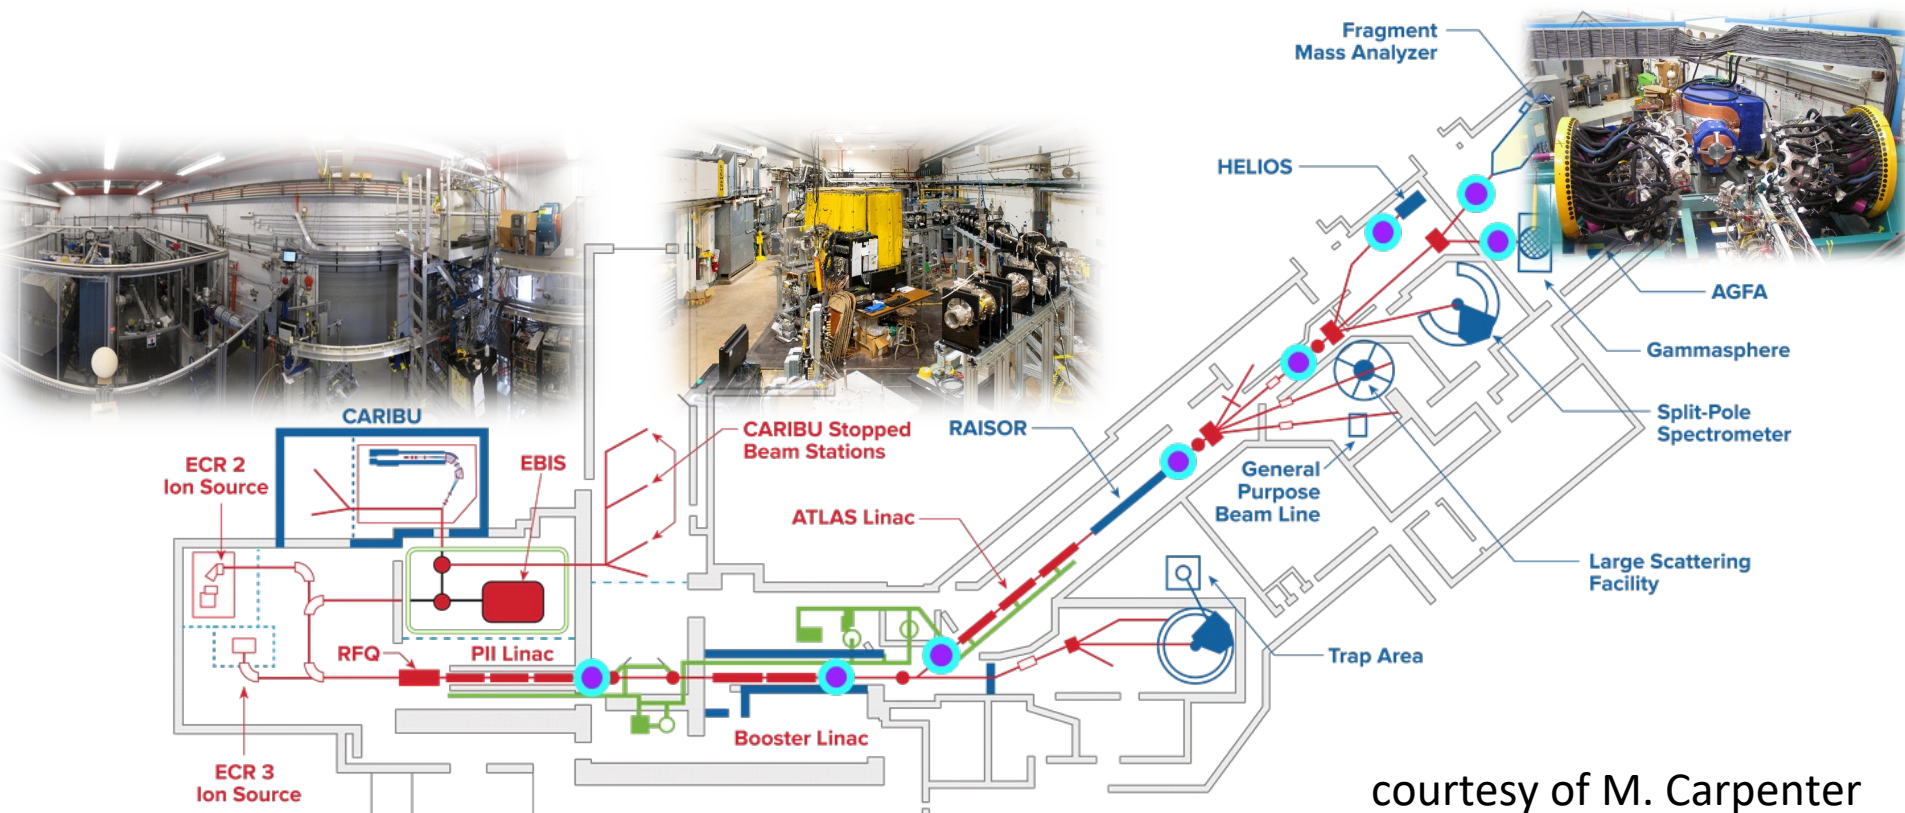 Fragment
Mass Analyzer
HELIOS
AGFA
Gammasphere
Split-Pole
Spectrometer
CARIBU
CARIBU Stopped
Beam Stations
RAISOR
ECR 2
Ion Source
EBIS
General
Purpose
Beam Line
ATLAS Linac
Large Scattering
Facility
RFQ
PII Linac
Trap Area
Booster Linac
ECR 3
Ion Source
courtesy of M. Carpenter